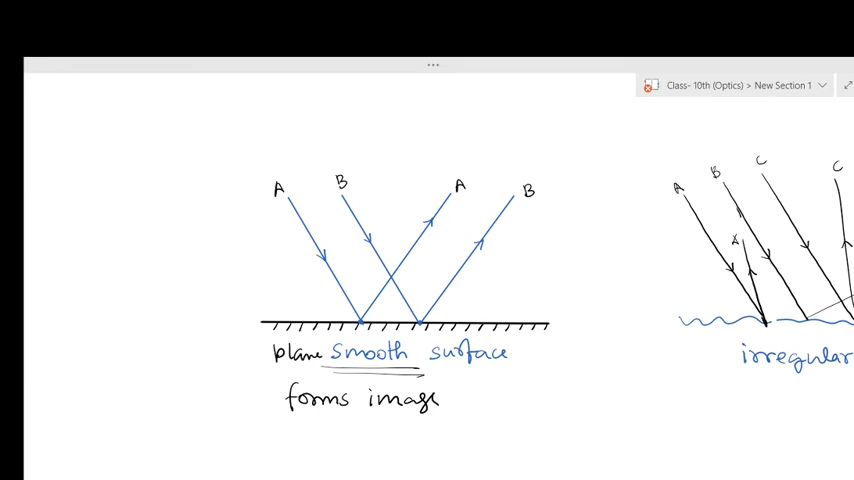 Class- 10th (Optics) > New Section 1
A B A B
plane smooth surface
forms image
A B C C
A
irregular